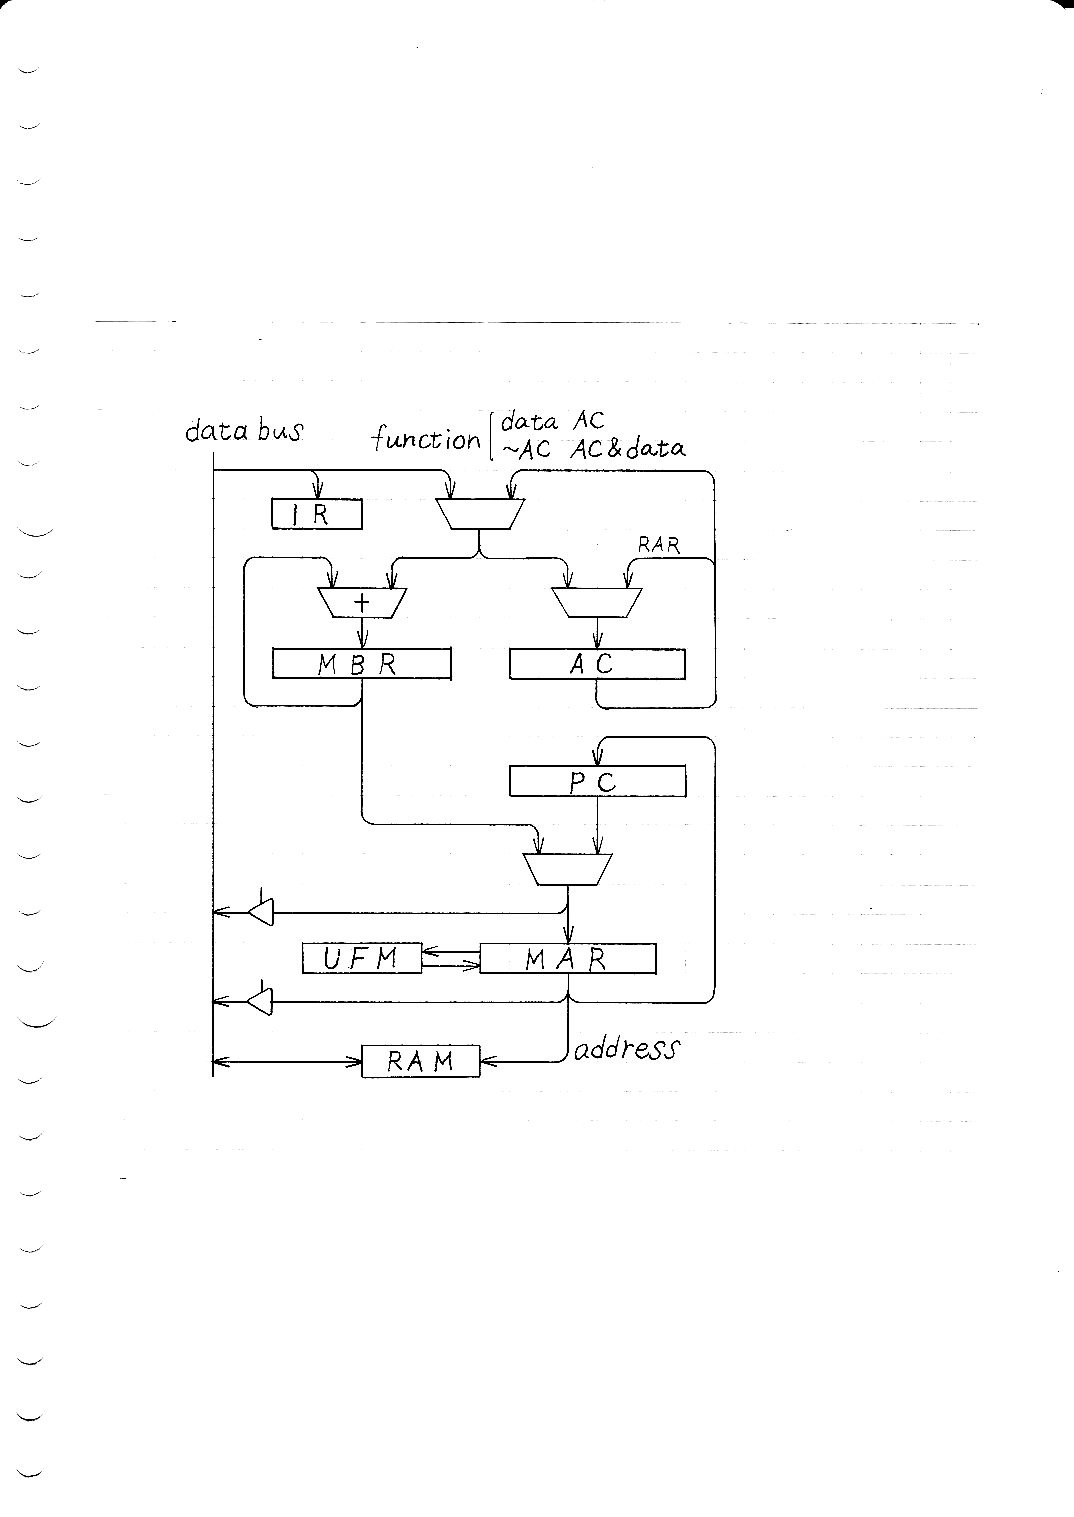 data bus
function
data AC
~AC AC&data
IR
RAR
+
MBR
AC
PC
UFM
MAR
RAM
address